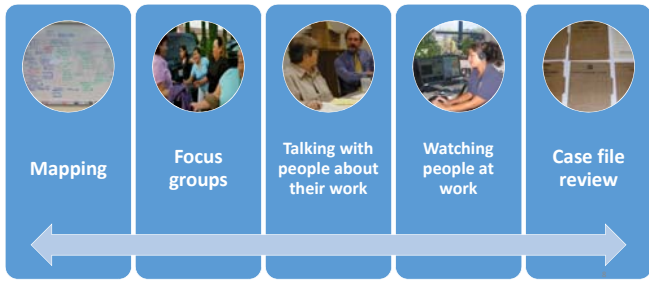 Mapping
Focus
groups
Talking with
people about
their work
Watching
people at
work
Case file
review